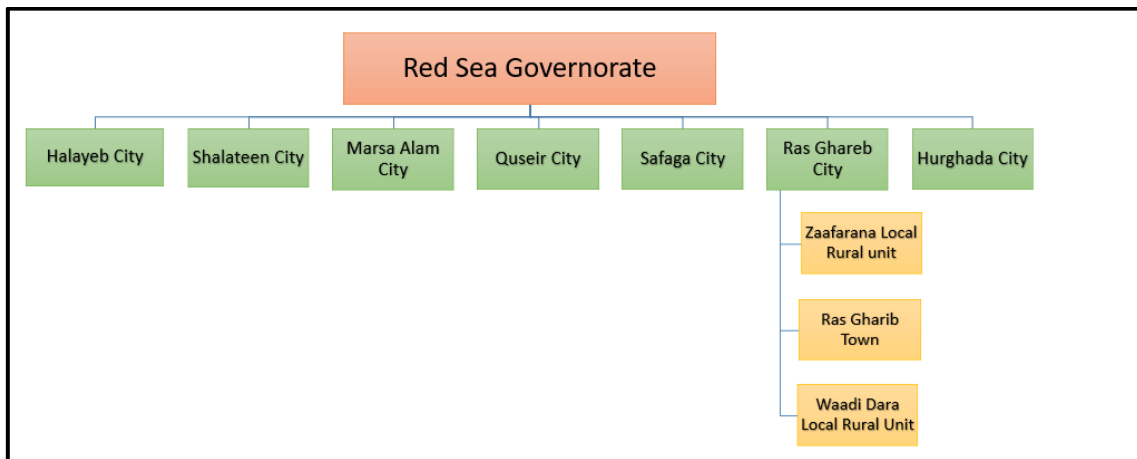 Red Sea Governorate
Halayeb City
Shalateen City
Marsa Alam
City
Quseir City
Safaga City
Ras Ghareb
City
Hurghada City
Zaafarana Local
Rural unit
Ras Gharib
Town
Waadi Dara
Local Rural Unit